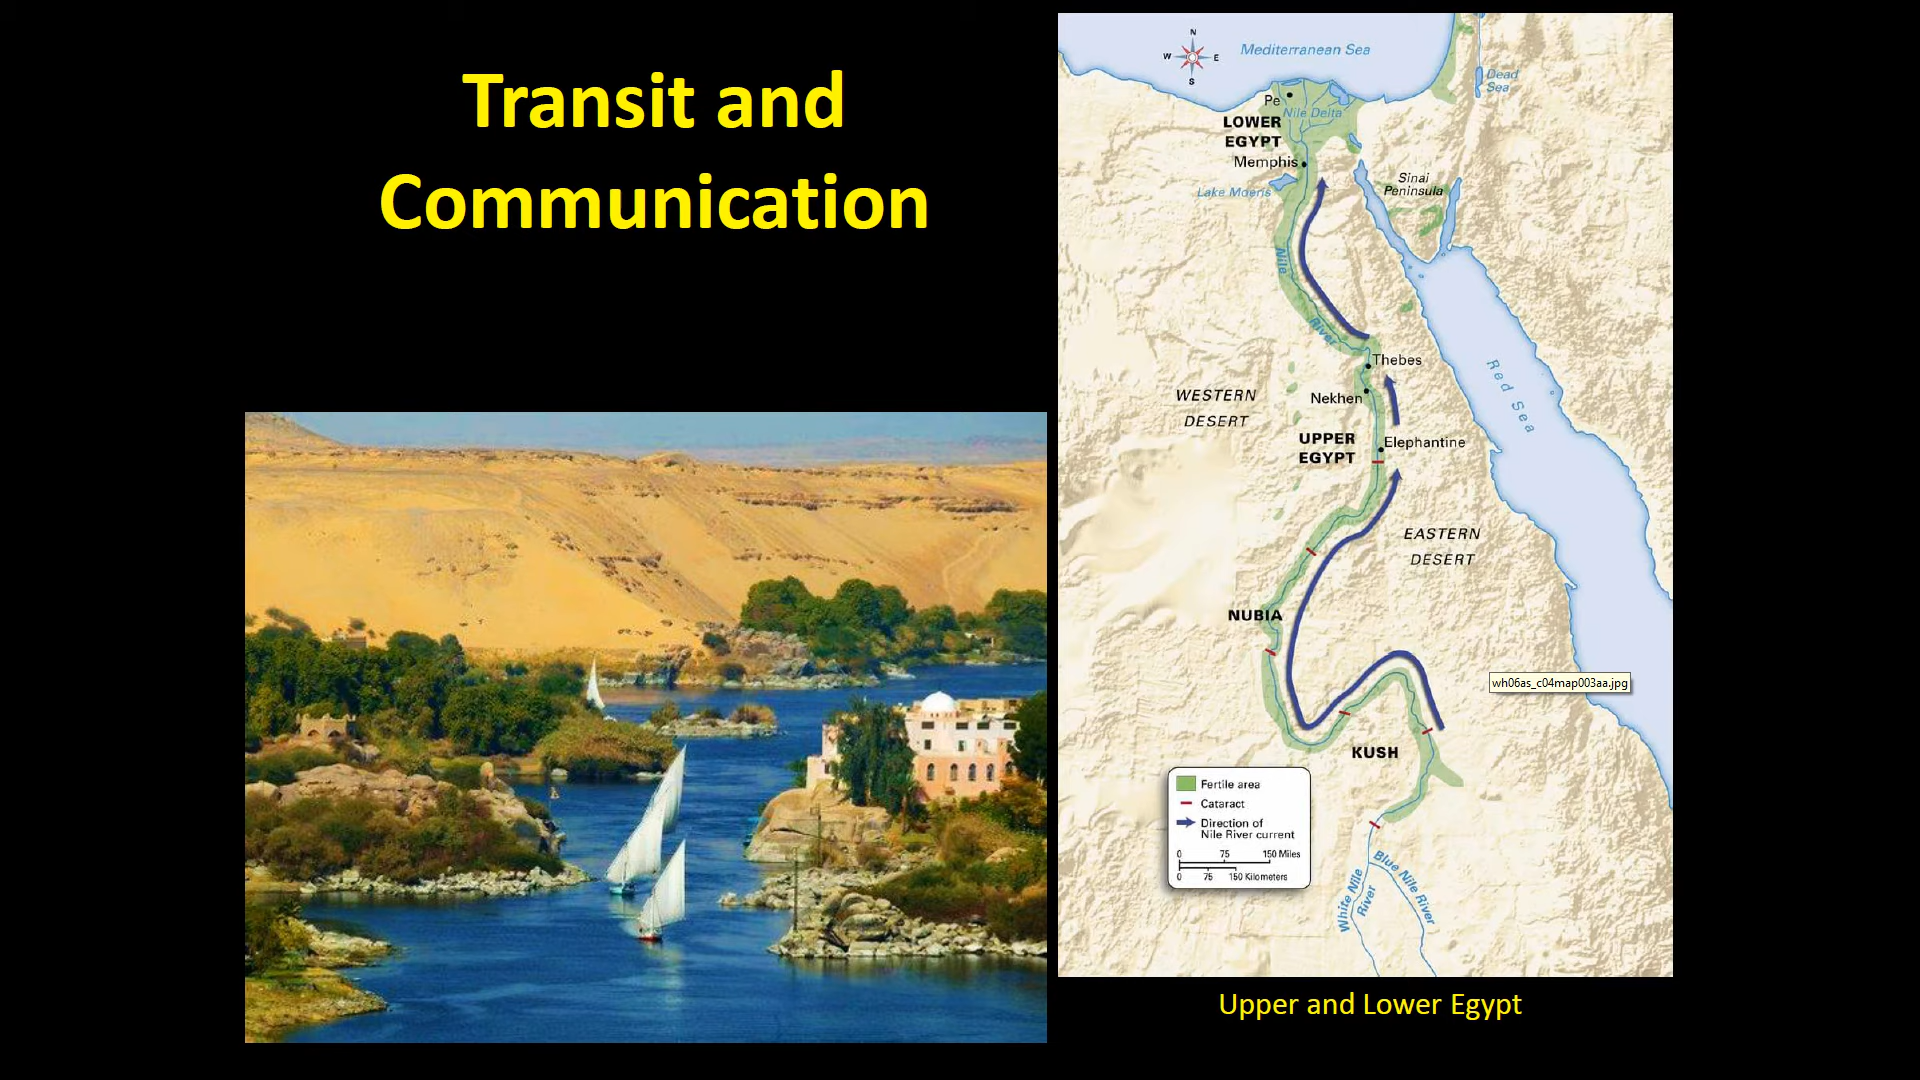 Transit and
Communication
N
W
E
S
Mediterranean Sea
Dead
Sea
Pe
Nile Delta
LOWER
EGYPT
Memphis
Lake Moeris
Sinai
Peninsula
Nile
River
Thebes
Nekhen
WESTERN
DESERT
UPPER
EGYPT
Elephantine
Red Sea
EASTERN
DESERT
NUBIA
wh06as_c04map003aa.jpg
KUSH
Fertile area
Cataract
Direction of
Nile River current
0 75 150 Miles
0 75 150 Kilometers
White Nile
River
Blue Nile River
Upper and Lower Egypt